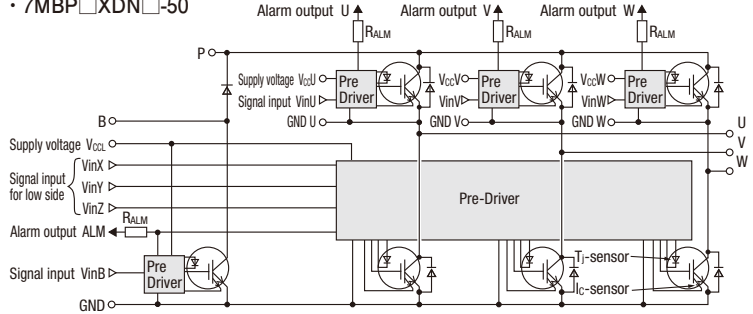 ・7MBP□XDN□-50
Alarm output U
Alarm output V
Alarm output W
RALM
RALM
RALM
P
Supply voltage VccU
Pre
Driver
VccV
Pre
Driver
VccW
Pre
Driver
Signal input VinU
VinV
VinW
GND U
GND V
GND W
B
U
V
W
Supply voltage VCCL
Signal input
for low side
VinX
VinY
VinZ
Pre-Driver
RALM
Alarm output ALM
Signal input VinB
Pre
Driver
Tj-sensor
Ic-sensor
GND